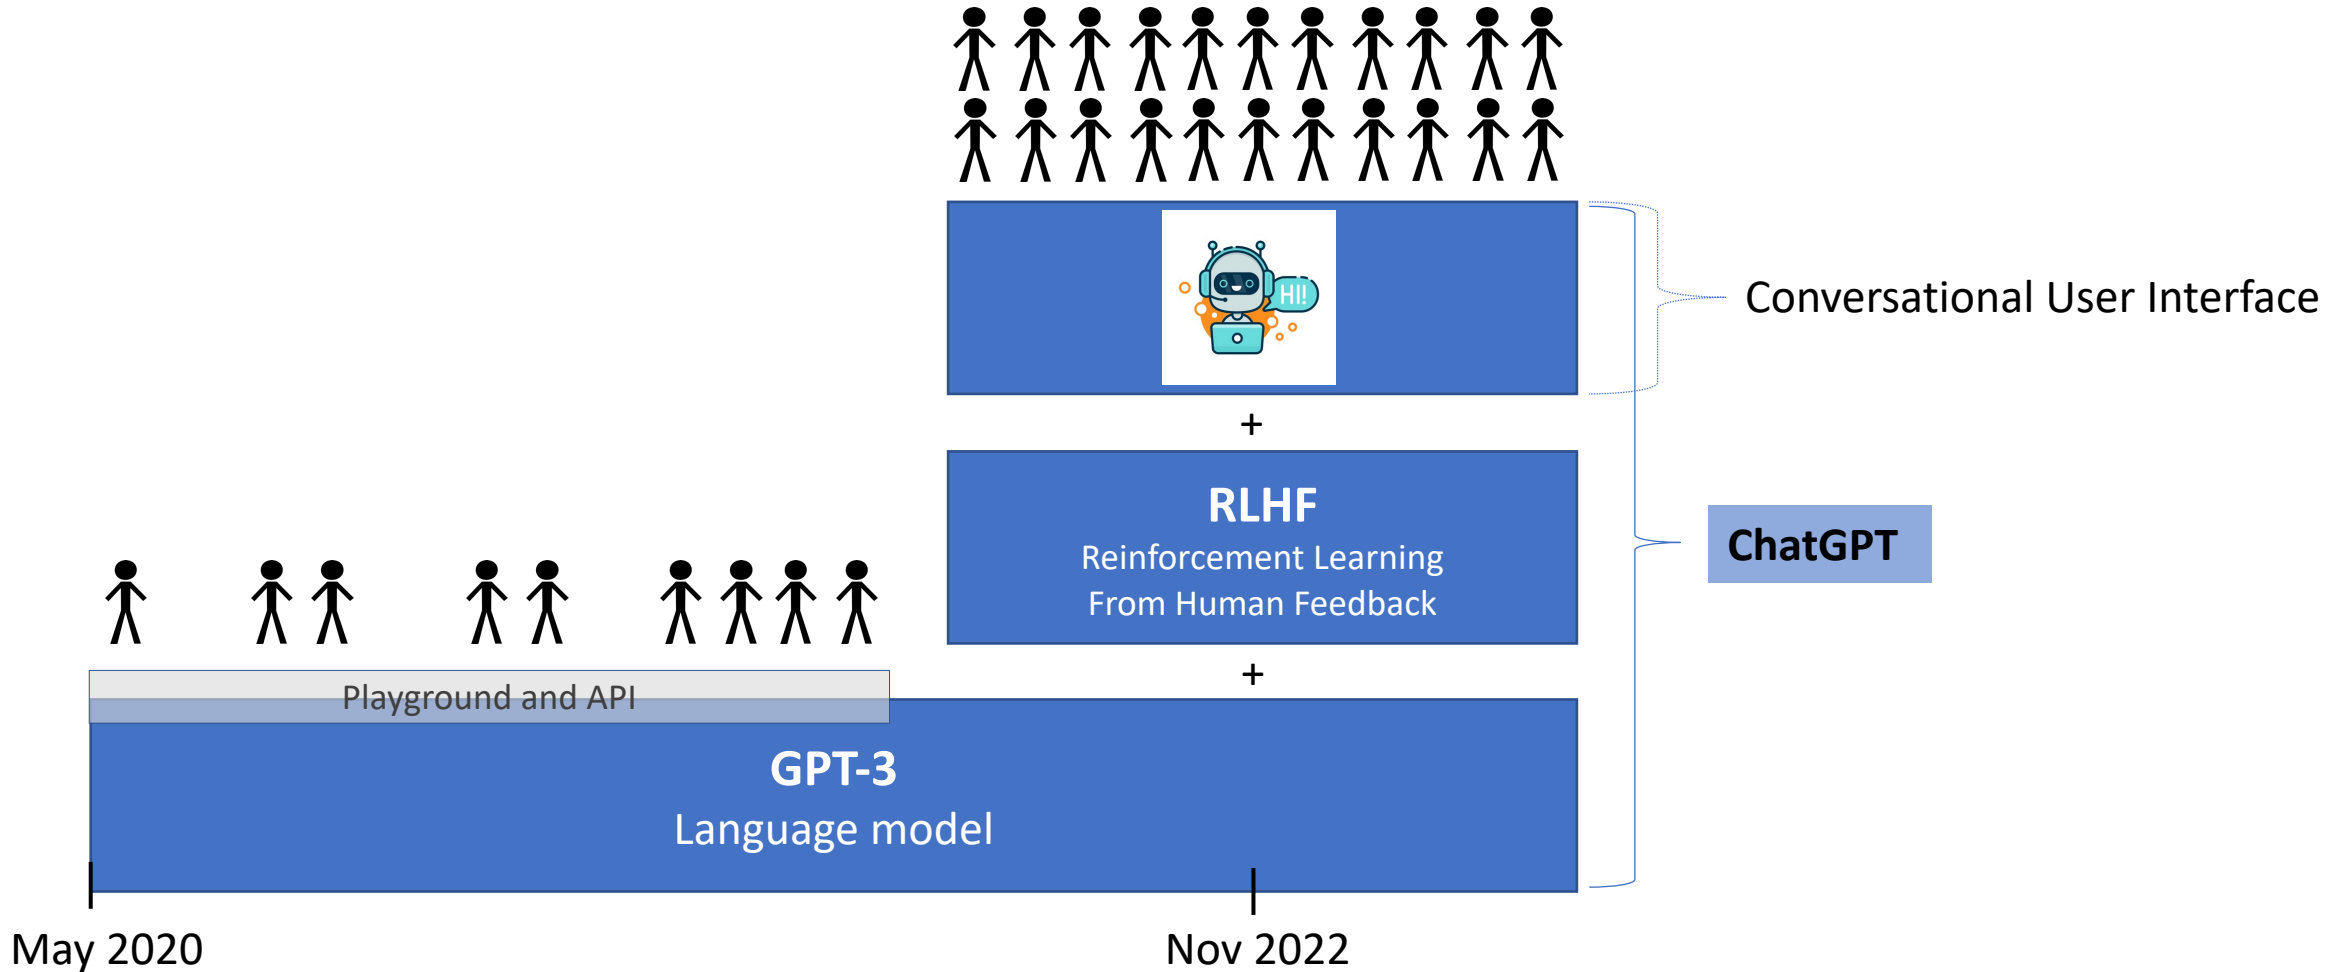 HI!
Conversational User Interface
+
RLHF
Reinforcement Learning
From Human Feedback
ChatGPT
+
Playground and API
GPT-3
Language model
May 2020
Nov 2022